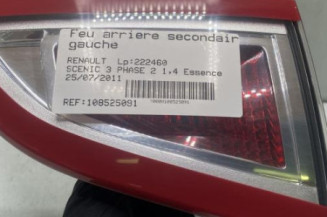 Feu arriere secondair
gauche
RENAULT Lp:222460
SCENIC 3 PHASE 2 1,4 Essence
25/07/2011
REF:108525091